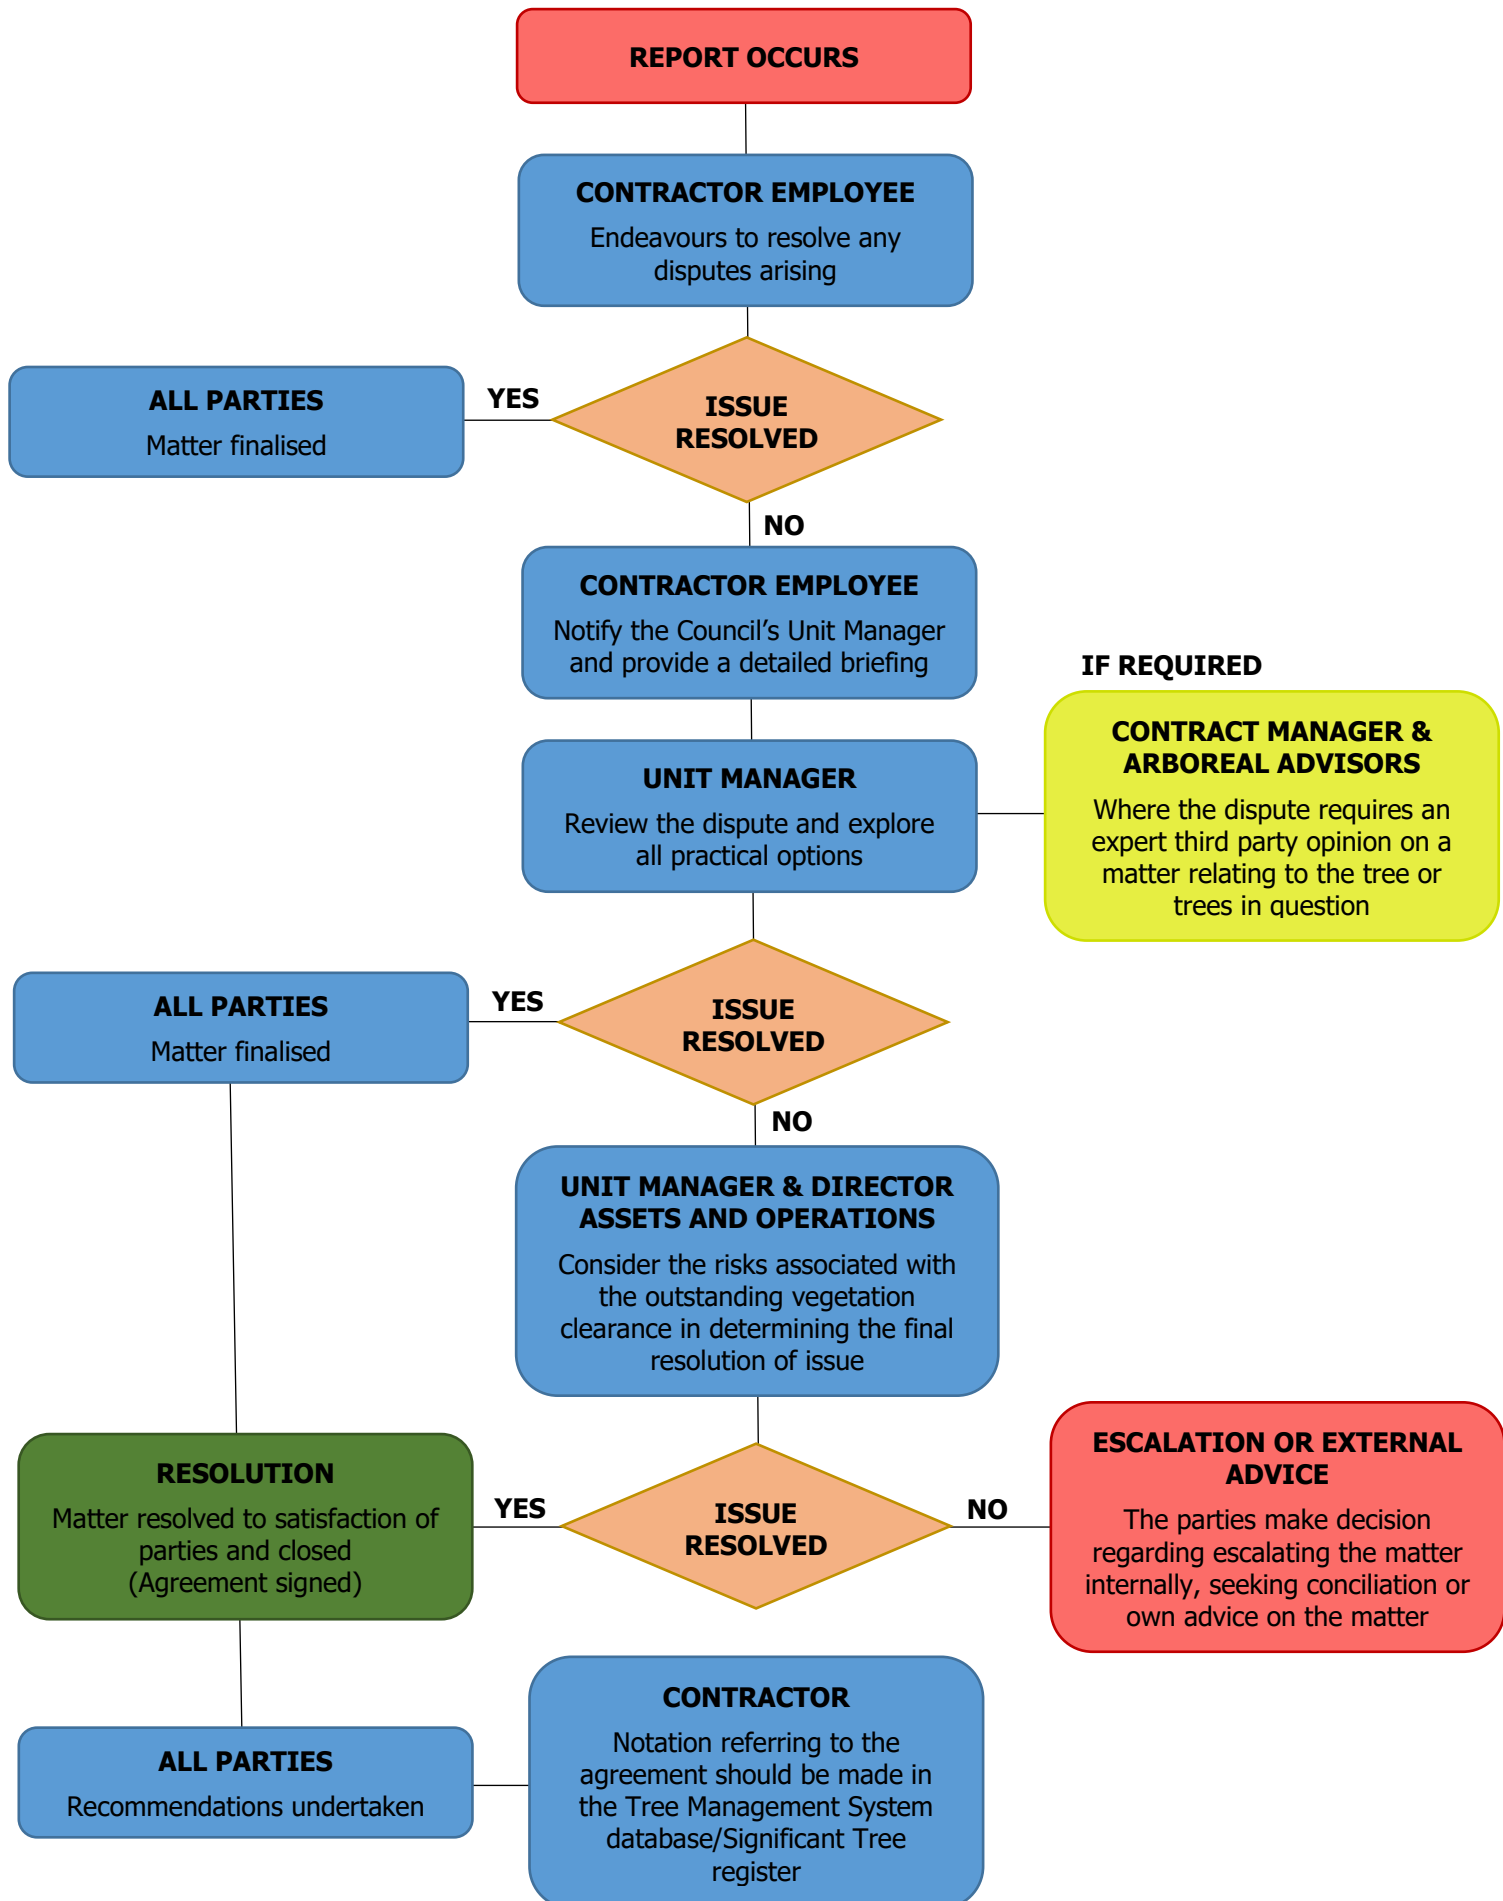 REPORT OCCURS
CONTRACTOR EMPLOYEE
Endeavours to resolve any
disputes arising
ALL PARTIES
Matter finalised
YES
ISSUE
RESOLVED
NO
CONTRACTOR EMPLOYEE
Notify the Council’s Unit Manager
and provide a detailed briefing
IF REQUIRED
UNIT MANAGER
Review the dispute and explore
all practical options
CONTRACT MANAGER &
ARBOREAL ADVISORS
Where the dispute requires an
expert third party opinion on a
matter relating to the tree or
trees in question
ALL PARTIES
Matter finalised
YES
ISSUE
RESOLVED
NO
UNIT MANAGER & DIRECTOR
ASSETS AND OPERATIONS
Consider the risks associated with
the outstanding vegetation
clearance in determining the final
resolution of issue
RESOLUTION
Matter resolved to satisfaction of
parties and closed
(Agreement signed)
YES
ISSUE
RESOLVED
NO
ESCALATION OR EXTERNAL
ADVICE
The parties make decision
regarding escalating the matter
internally, seeking conciliation or
own advice on the matter
ALL PARTIES
Recommendations undertaken
CONTRACTOR
Notation referring to the
agreement should be made in
the Tree Management System
database/Significant Tree
register